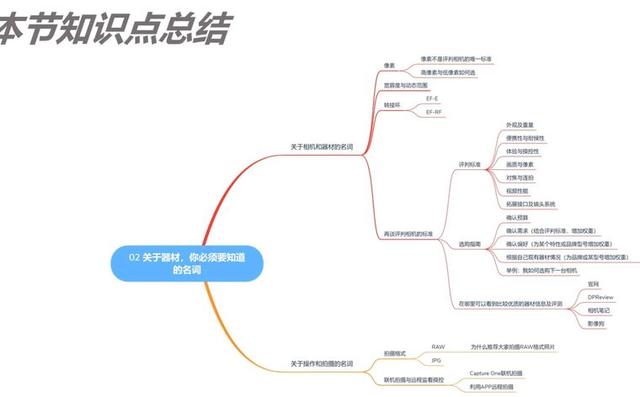 本节知识点总结
02 关于器材，你必须要知道
的名词
关于相机和器材的名词
像素
像素不是评判相机的唯一标准
高像素与低像素如何选
宽容度与动态范围
转接环
EF-E
EF-RF
再谈评判相机的标准
评判标准
外观及重量
便携性与耐候性
体验与操控性
画质与像素
对焦与连拍
视频性能
拓展接口及镜头系统
选购指南
确认预算
确认需求（结合评判标准，增加权重）
确认偏好（为某个特性或品牌型号增加权重）
根据自己现有器材情况（为品牌或某型号增加权重）
举例：我如何选购下一台相机
在哪里可以看到比较优质的器材信息及评测
官网
DPReview
相机笔记
影像狗
关于操作和拍摄的名词
拍摄格式
RAW
为什么推荐大家拍摄RAW格式照片
JPG
联机拍摄与远程监看操控
Capture One联机拍摄
利用APP远程拍摄